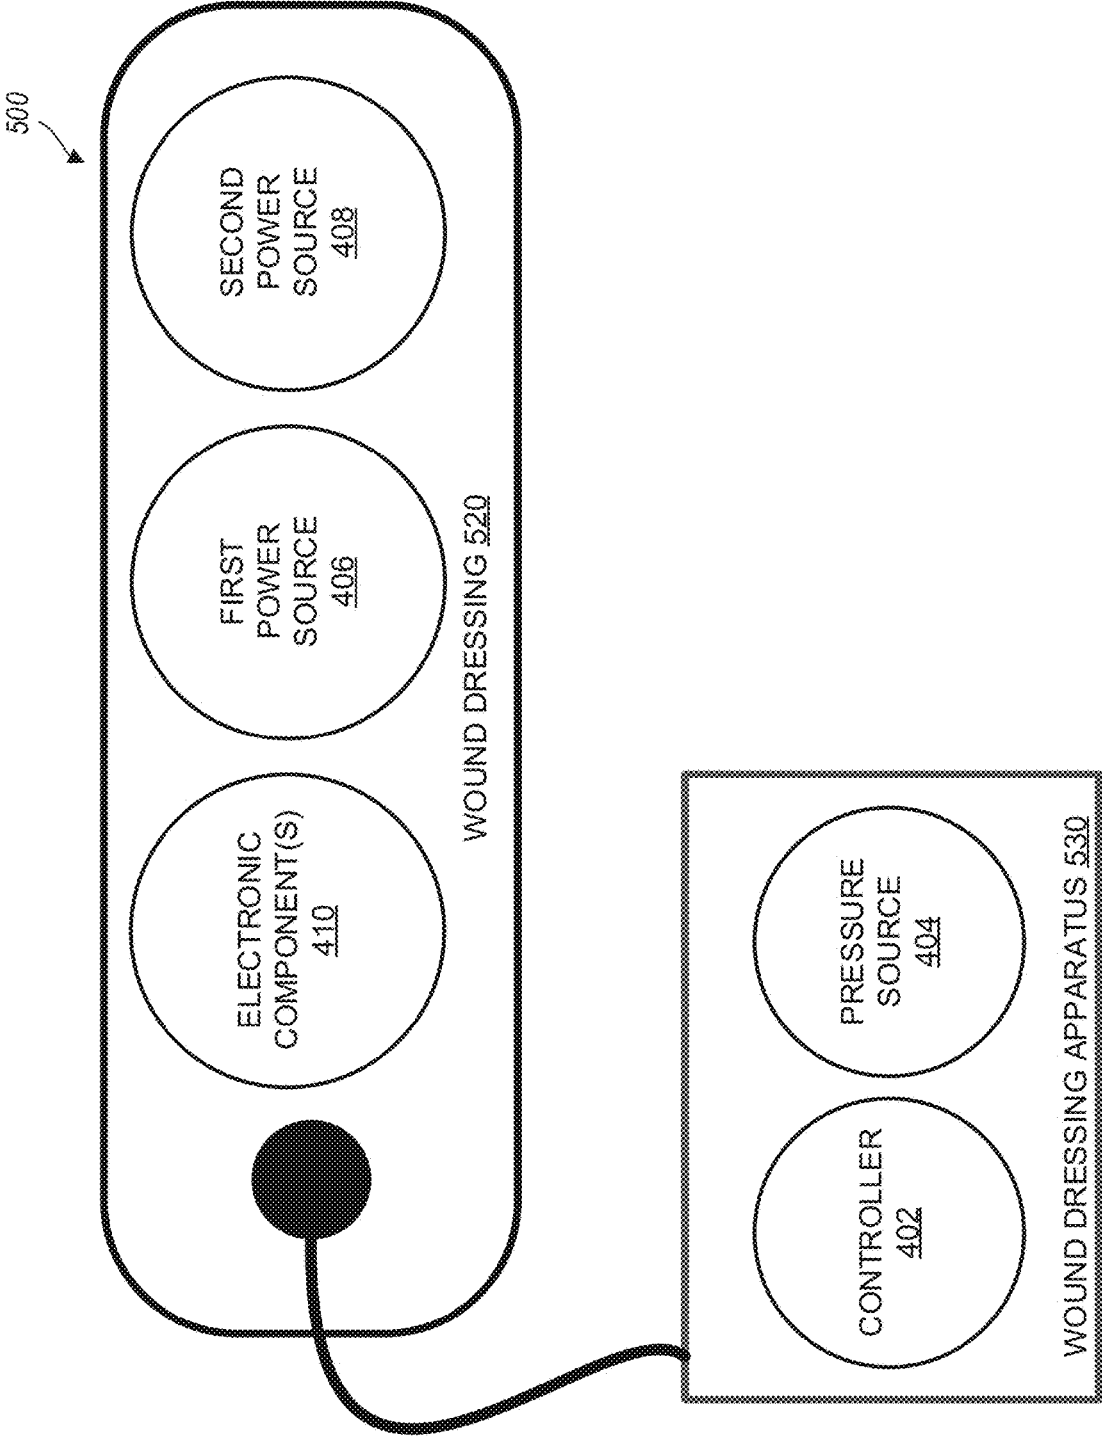 500
ELECTRONIC
COMPONENT(S)
410
FIRST
POWER
SOURCE
406
SECOND
POWER
SOURCE
408
WOUND DRESSING 520
CONTROLLER
402
PRESSURE
SOURCE
404
WOUND DRESSING APPARATUS 530